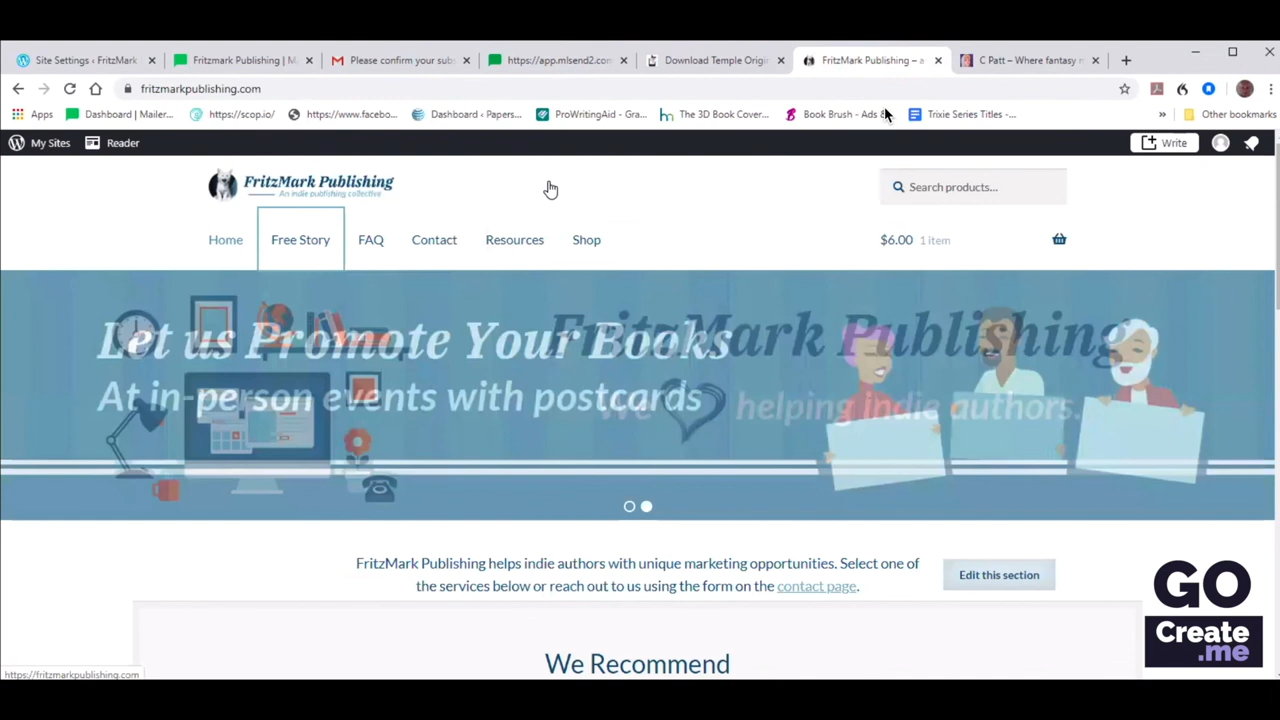 Site Settings ‹ FritzMark
Fritzmark Publishing | M
Please confirm your subs
https://app.mlsend2.com
Download Temple Origi
FritzMark Publishing – a
C Patt – Where fantasy m
fritzmarkpublishing.com
Apps
Dashboard | Mailer...
https://scop.io/
https://www.facebo...
Dashboard ‹ Papers...
ProWritingAid - Gra...
The 3D Book Cover...
Book Brush - Ads &
Trixie Series Titles -...
»
Other bookmarks
My Sites
Reader
Write
FritzMark Publishing
An indie publishing collective
Search products...
Home
Free Story
FAQ
Contact
Resources
Shop
$6.00 1 item
Let us Promote Your Books
At in-person events with postcards
FritzMark Publishing
We helping indie authors.
FritzMark Publishing helps indie authors with unique marketing opportunities. Select one of
the services below or reach out to us using the form on the contact page.
Edit this section
We Recommend
GO
Create
.me
https://fritzmarkpublishing.com